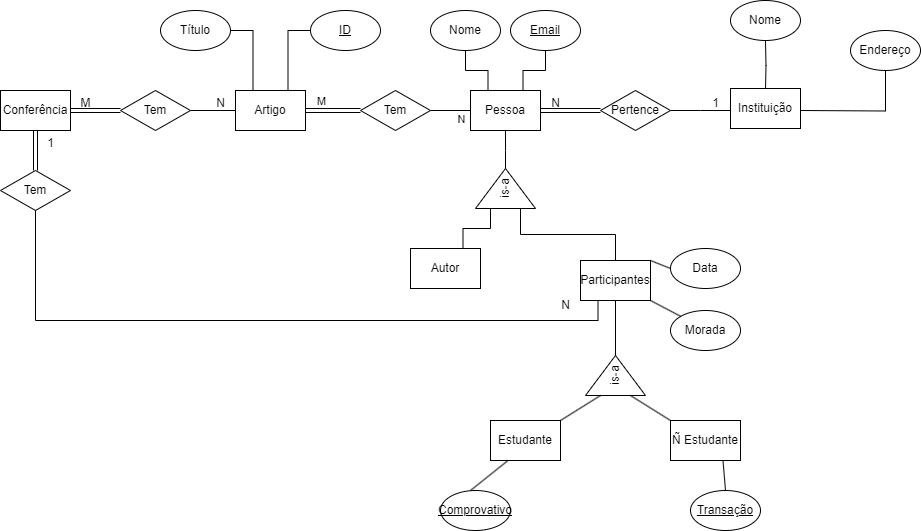 Título
ID
Nome
Email
Nome
Endereço
Conferência
M
Tem
N
Artigo
M
Tem
N
Pessoa
N
Pertence
1
Instituição
1
Tem
is-a
Autor
Participantes
Data
Morada
N
is-a
Estudante
Ñ Estudante
Comprovativo
Transação